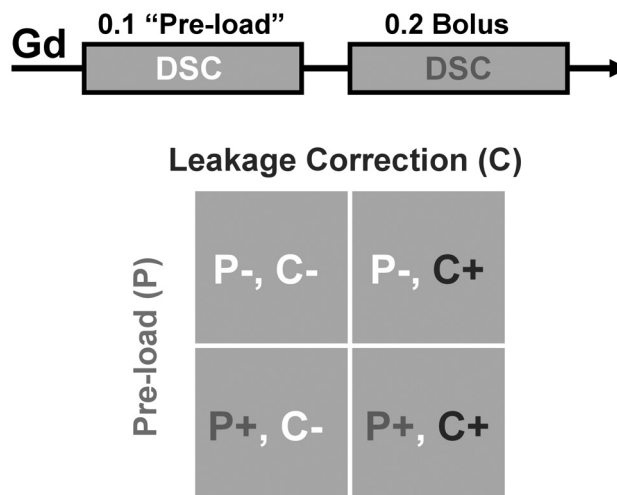 0.1 “Pre-load” 0.2 Bolus
Gd DSC DSC
Leakage Correction (C)
Pre-load (P)
P-, C- P-, C+
P+, C- P+, C+